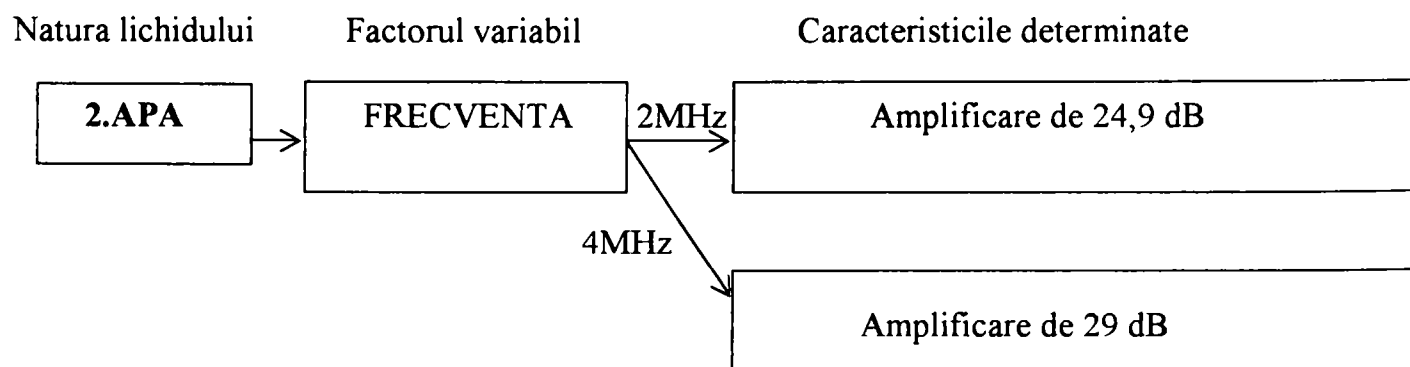 Natura lichidului Factorul variabil Caracteristicile determinate
2.APA FRECVENTA 2MHz Amplificare de 24,9 dB
4MHz
Amplificare de 29 dB